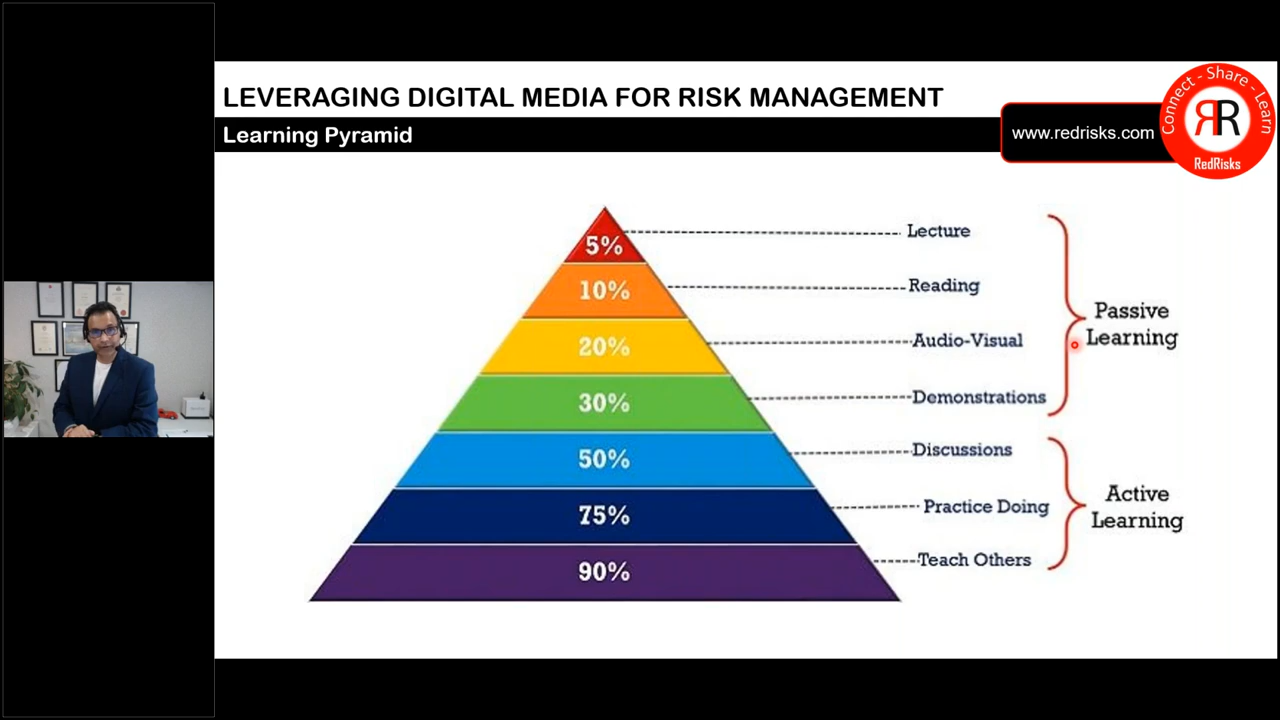 LEVERAGING DIGITAL MEDIA FOR RISK MANAGEMENT
Learning Pyramid
www.redrisks.com
Connect - Share - Learn
RR
RedRisks
5%
Lecture
10%
Reading
20%
Audio-Visual
30%
Demonstrations
Passive
Learning
50%
Discussions
75%
Practice Doing
90%
Teach Others
Active
Learning